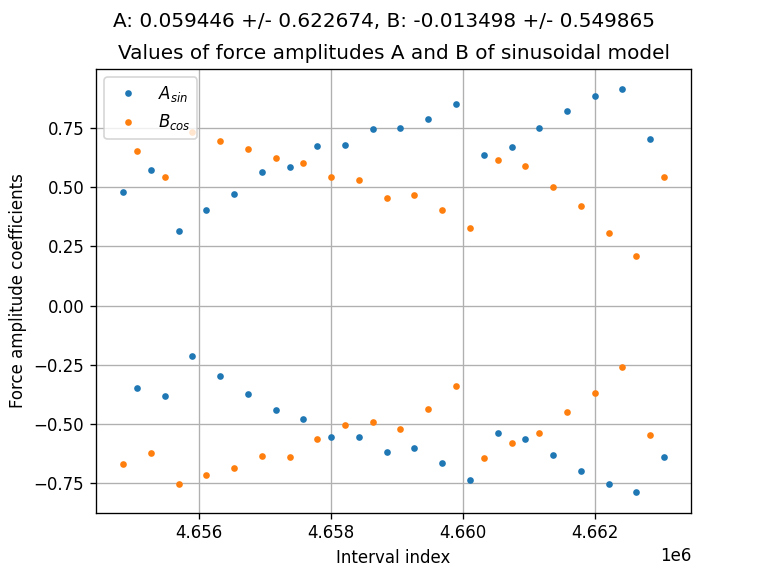 A: 0.059446 +/- 0.622674, B: -0.013498 +/- 0.549865
Values of force amplitudes A and B of sinusoidal model
A_sin
B_cos
0.75
0.50
0.25
0.00
−0.25
−0.50
−0.75
Force amplitude coefficients
4.656 4.658 4.660 4.662
1e6
Interval index